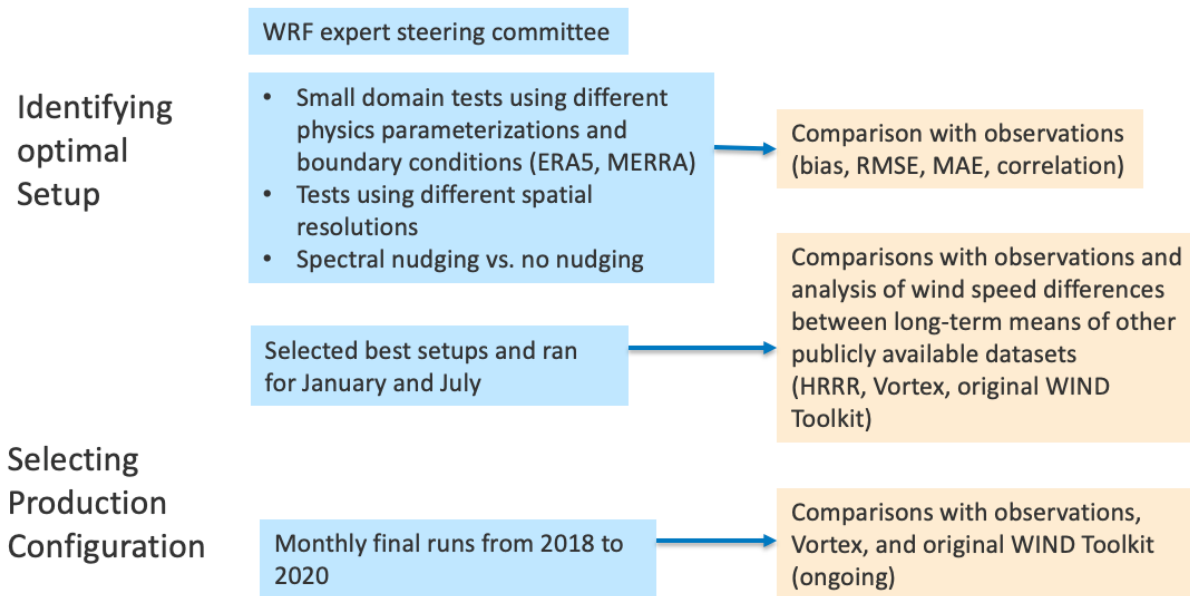 WRF expert steering committee
Identifying
optimal
Setup
• Small domain tests using different
physics parameterizations and
boundary conditions (ERA5, MERRA)
• Tests using different spatial
resolutions
• Spectral nudging vs. no nudging
Comparison with observations
(bias, RMSE, MAE, correlation)
Selected best setups and ran
for January and July
Comparisons with observations and
analysis of wind speed differences
between long-term means of other
publicly available datasets
(HRRR, Vortex, original WIND
Toolkit)
Selecting
Production
Configuration
Monthly final runs from 2018 to
2020
Comparisons with observations,
Vortex, and original WIND Toolkit
(ongoing)